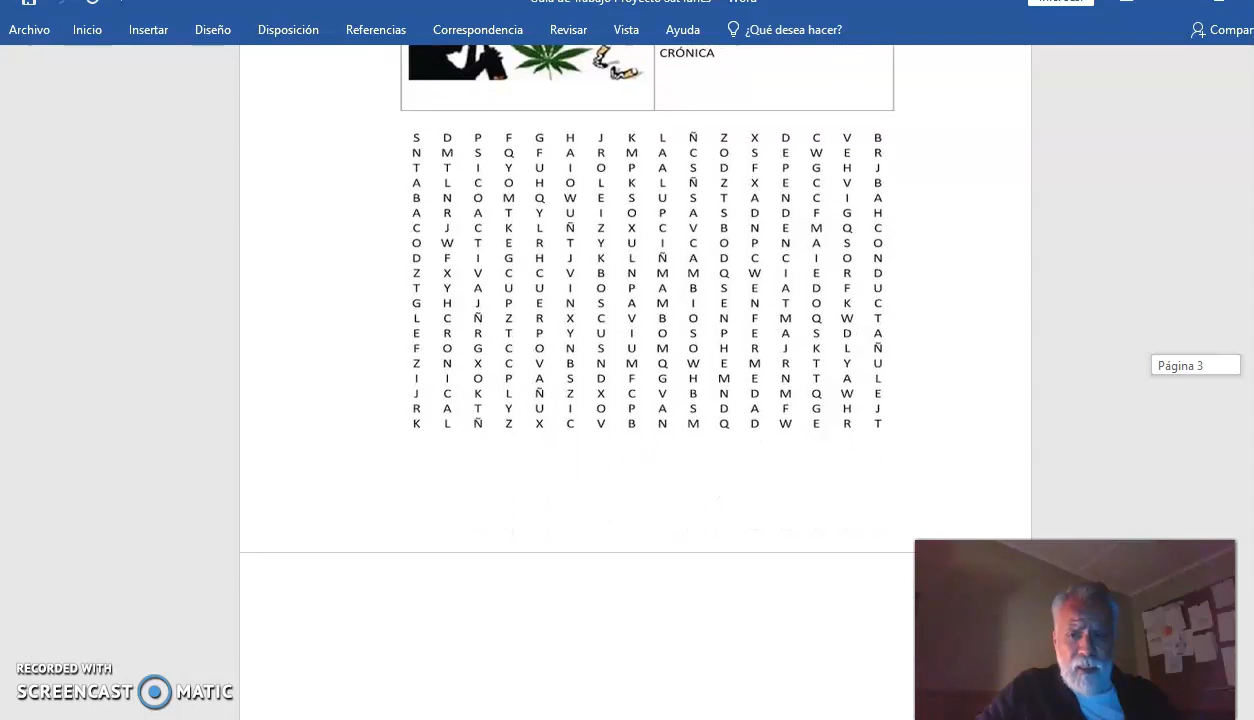 Archivo Inicio Insertar Diseño Disposición Referencias Correspondencia Revisar Vista Ayuda ¿Qué desea hacer? Compar
CRÓNICA
S D P F G H J K L Ñ Z X D C V B
N M S Q F A R M A C O S E W E R
T T I Y U I O P A S D F P G H J
A L C O H O L K L Ñ Z X E C V B
B N O M Q W E S U S T A N C I A
A R A T Y U I O P A S D D F G H
C J C K L Ñ Z X C V B N E M Q C
O W T E R T Y U I C O P N A S O
D F I G H J K L Ñ A D C C I O N
Z X V C C V B N M M Q W I E R D
T Y A U U I O P A B S E A D F U
G H J P E N S A M I E N T O K C
L C Ñ Z R X C V B O N F M Q W T
E R R T P Y U I O S P E A S D A
F O G C O N S U M O H R J K L Ñ
Z N X C V B N M Q W E M R T Y U
I I O P A S D F G H M E N T A L
J C K L Ñ Z X C V B N D M Q W E
R A T Y U I O P A S D A F G H J
K L Ñ Z X C V B N M Q D W E R T
Página 3
RECORDED WITH
SCREENCAST MATIC